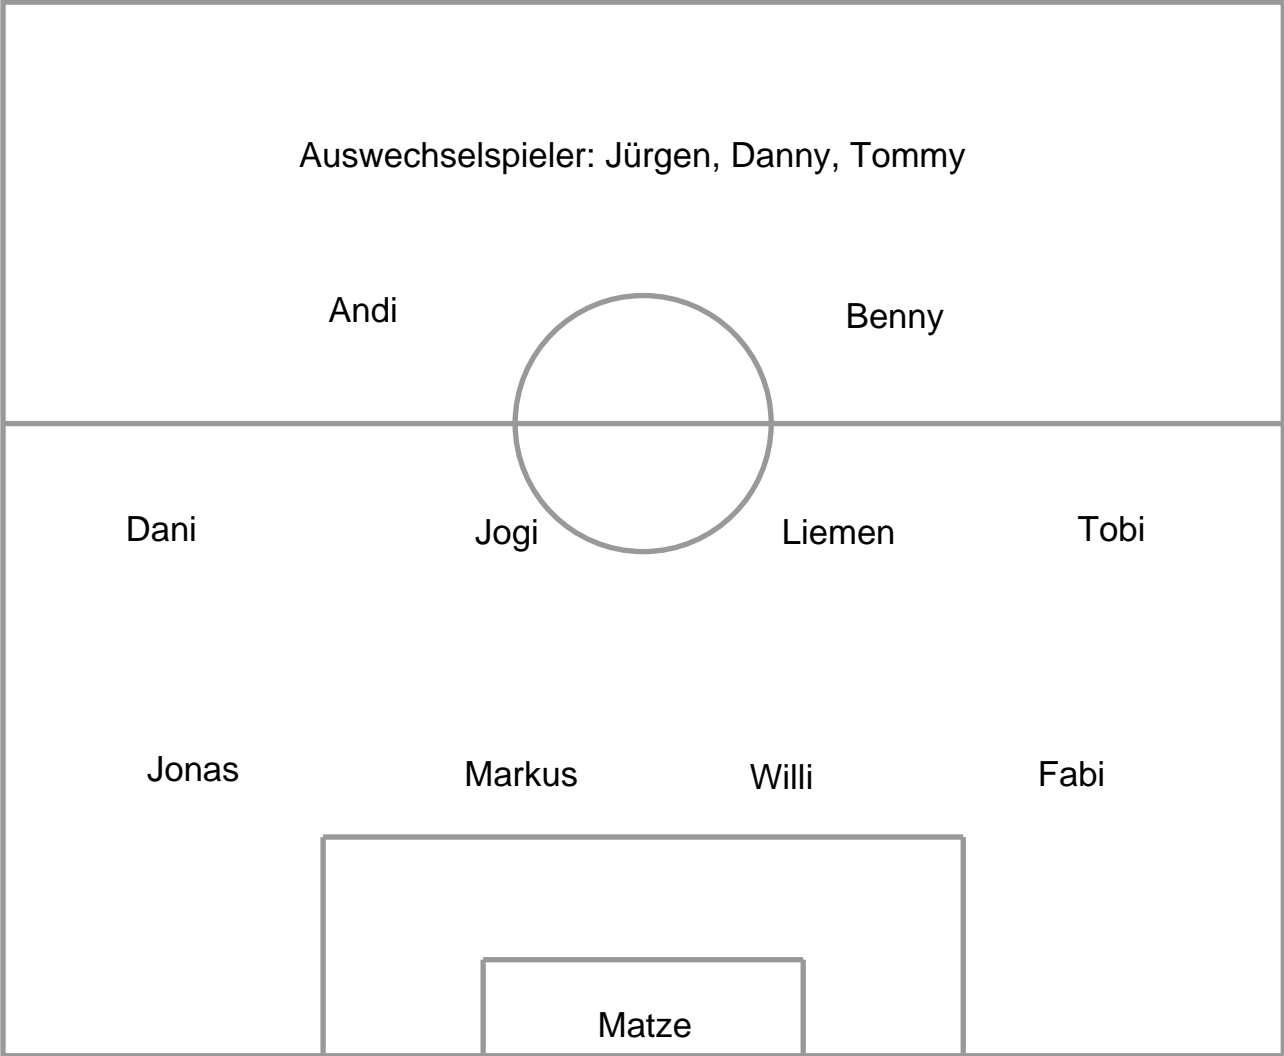 Auswechselspieler: Jürgen, Danny, Tommy
Andi Benny
Dani Jogi Liemen Tobi
Jonas Markus Willi Fabi
Matze